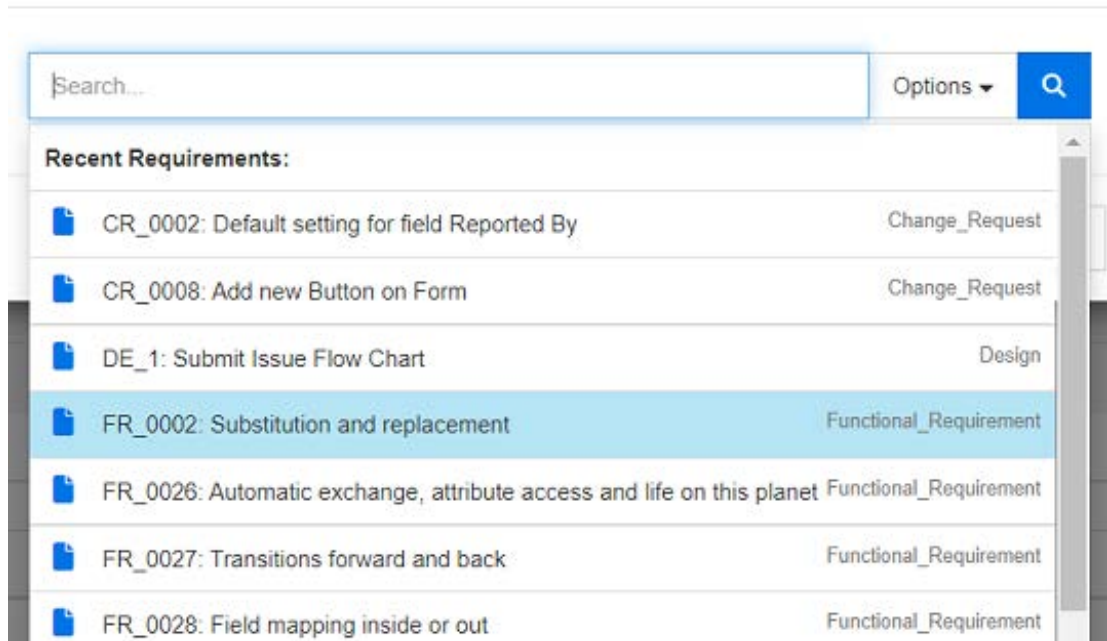 Search...
Options
Recent Requirements:
CR_0002: Default setting for field Reported By Change_Request
CR_0008: Add new Button on Form Change_Request
DE_1: Submit Issue Flow Chart Design
FR_0002: Substitution and replacement Functional_Requirement
FR_0026: Automatic exchange, attribute access and life on this planet Functional_Requirement
FR_0027: Transitions forward and back Functional_Requirement
FR_0028: Field mapping inside or out Functional_Requirement